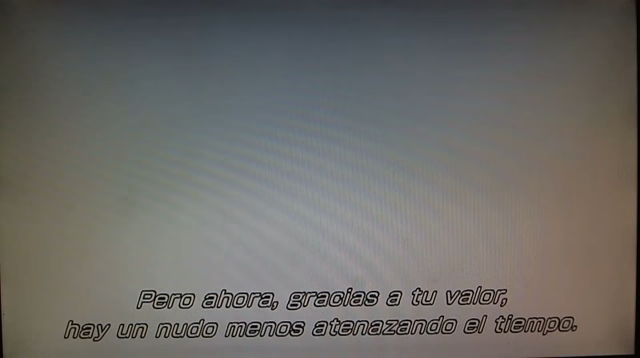 Pero ahora, gracias a tu valor,
hay un nudo menos atenazando el tiempo.